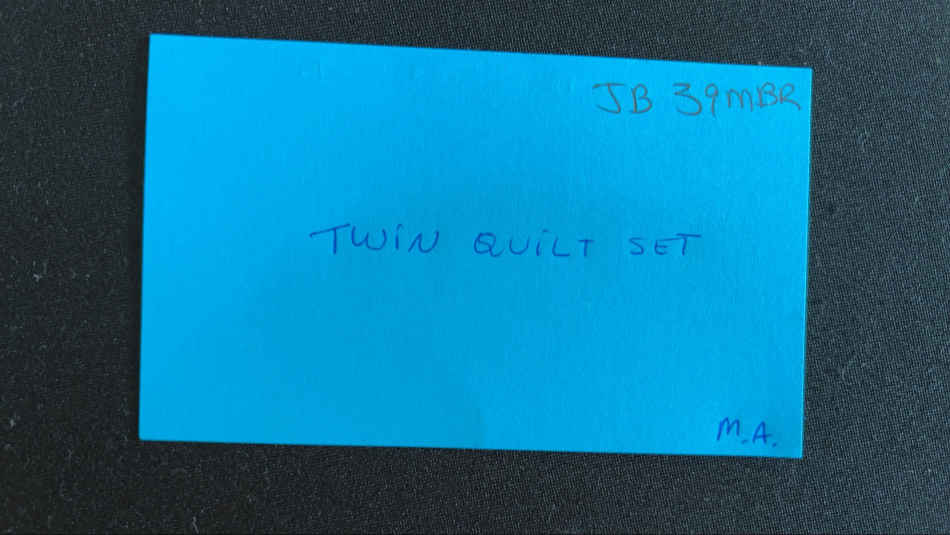 JB 39MBR
TWiN QUiLT SET
M.A.